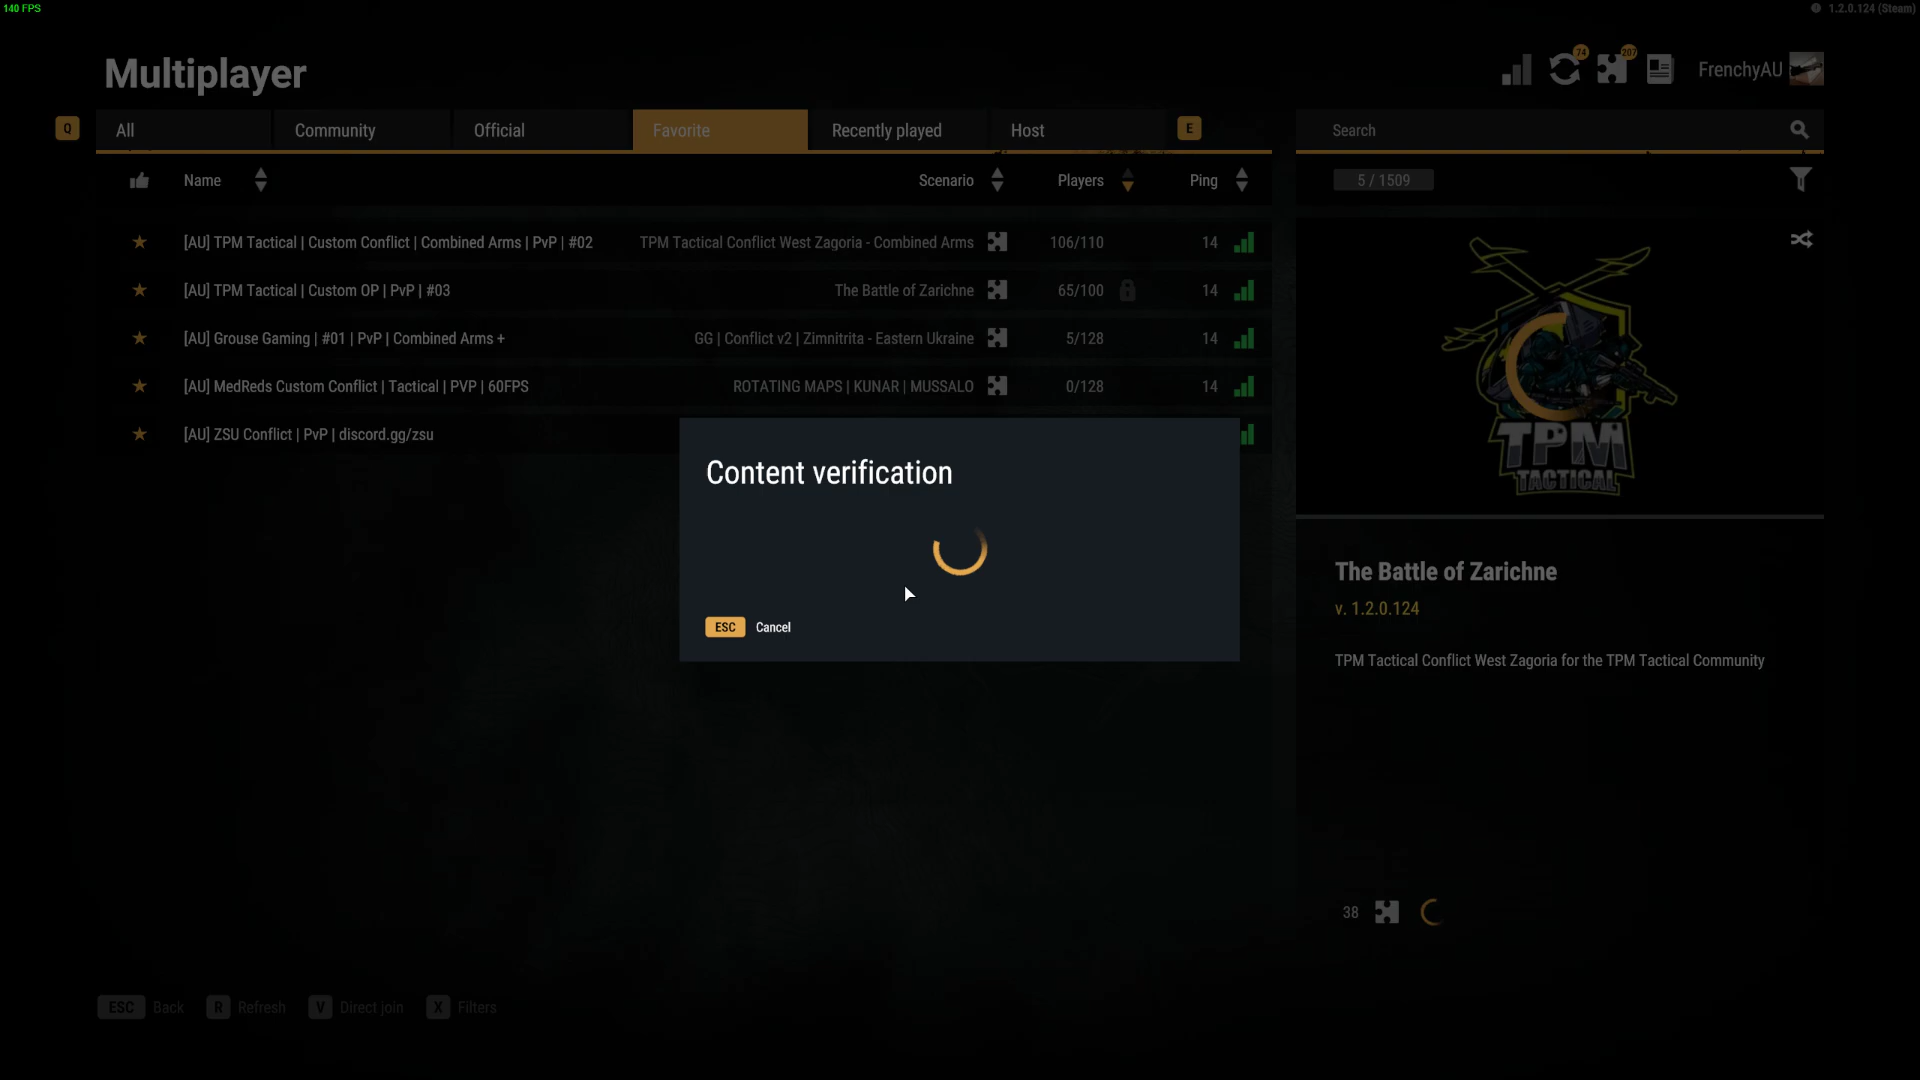 140 FPS
1.2.0.124 (Steam)
Multiplayer
74
207
FrenchyAU
Q
All
Community
Official
Favorite
Recently played
Host
E
Search
Name
Scenario
Players
Ping
5 / 1509
[AU] TPM Tactical | Custom Conflict | Combined Arms | PvP | #02
TPM Tactical Conflict West Zagoria - Combined Arms
106/110
14
[AU] TPM Tactical | Custom OP | PvP | #03
The Battle of Zarichne
65/100
14
[AU] Grouse Gaming | #01 | PvP | Combined Arms +
GG | Conflict v2 | Zimnitrita - Eastern Ukraine
5/128
14
[AU] MedReds Custom Conflict | Tactical | PVP | 60FPS
ROTATING MAPS | KUNAR | MUSSALO
0/128
14
[AU] ZSU Conflict | PvP | discord.gg/zsu
Content verification
ESC Cancel
TPM
TACTICAL
The Battle of Zarichne
v. 1.2.0.124
TPM Tactical Conflict West Zagoria for the TPM Tactical Community
38
ESC Back R Refresh V Direct join X Filters